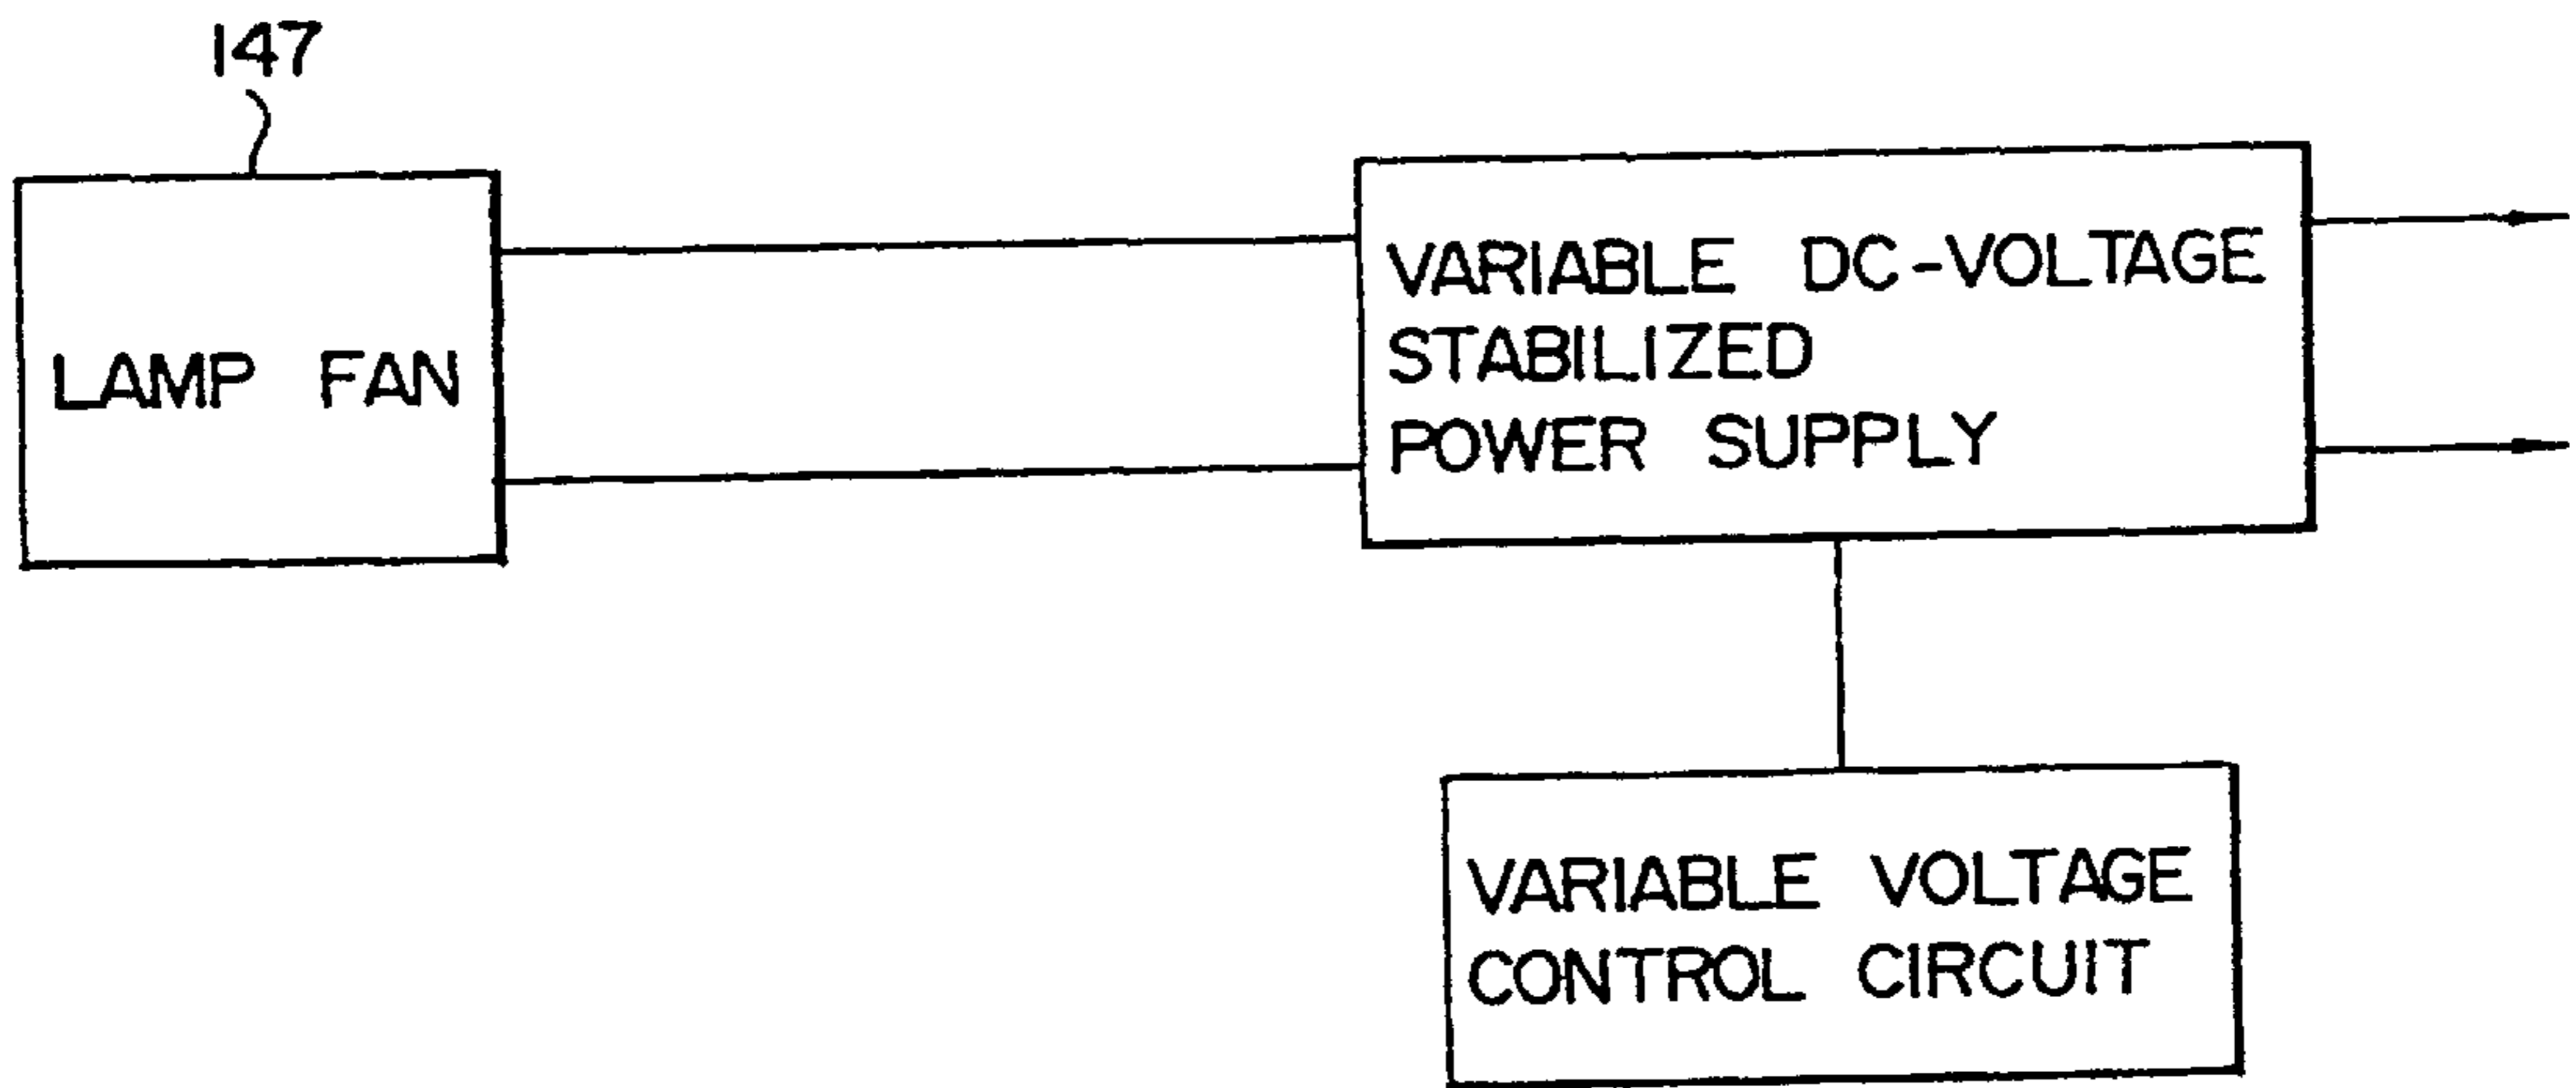 147
LAMP FAN
VARIABLE DC-VOLTAGE
STABILIZED
POWER SUPPLY
VARIABLE VOLTAGE
CONTROL CIRCUIT